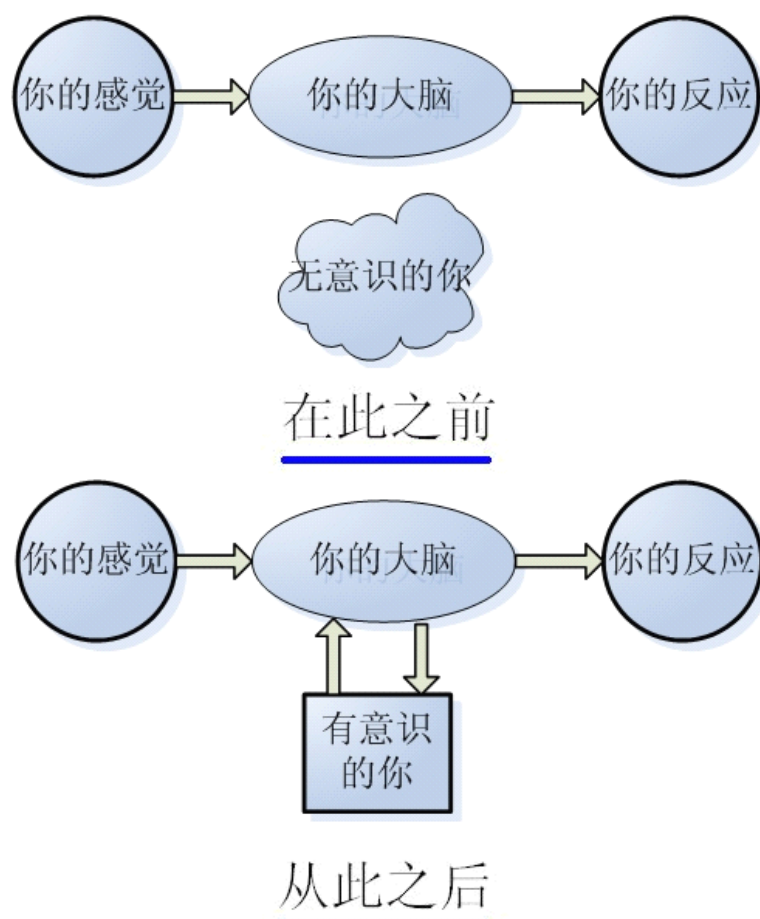 你的感觉
你的大脑
你的反应
无意识的你
在此之前
你的感觉
你的大脑
你的反应
有意识
的你
从此之后